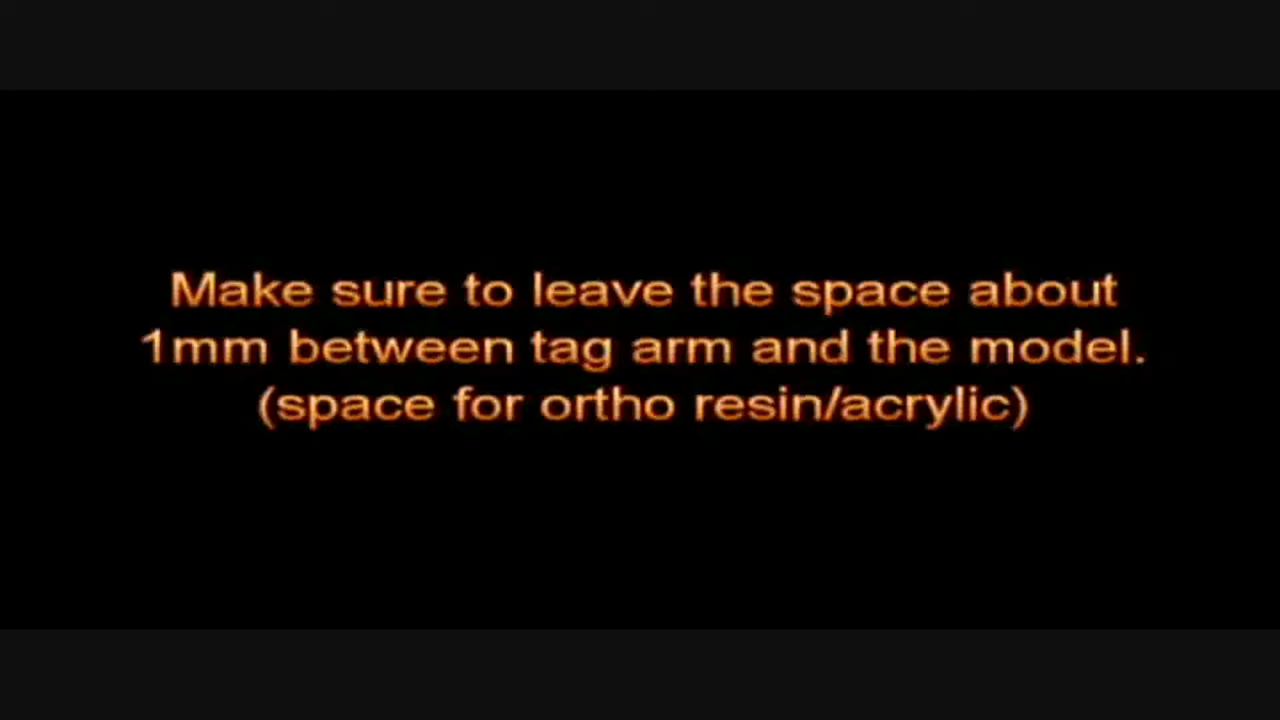 Make sure to leave the space about
1mm between tag arm and the model.
(space for ortho resin/acrylic)